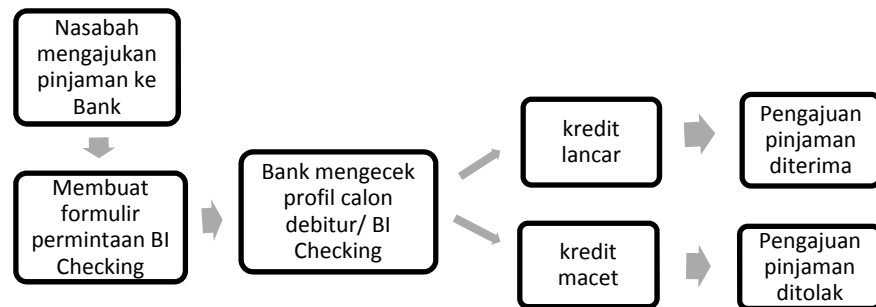 Nasabah
mengajukan
pinjaman ke
Bank
Membuat
formulir
permintaan BI
Checking
Bank mengecek
profil calon
debitur/ BI
Checking
kredit
lancar
Pengajuan
pinjaman
diterima
kredit
macet
Pengajuan
pinjaman
ditolak